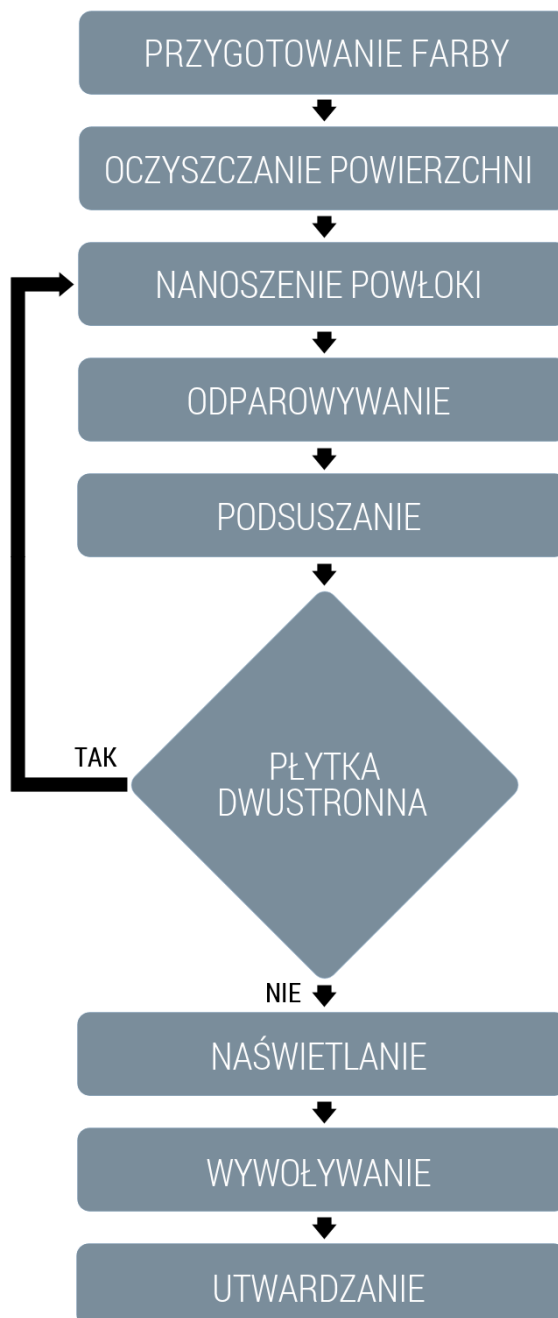 PRZYGOTOWANIE FARBY
OCZYSZCZANIE POWIERZCHNI
NANOSZENIE POWŁOKI
ODPAROWYWANIE
PODSUSZANIE
TAK
PŁYTKA
DWUSTRONNA
NIE
NAŚWIETLANIE
WYWOŁYWANIE
UTWARDZANIE